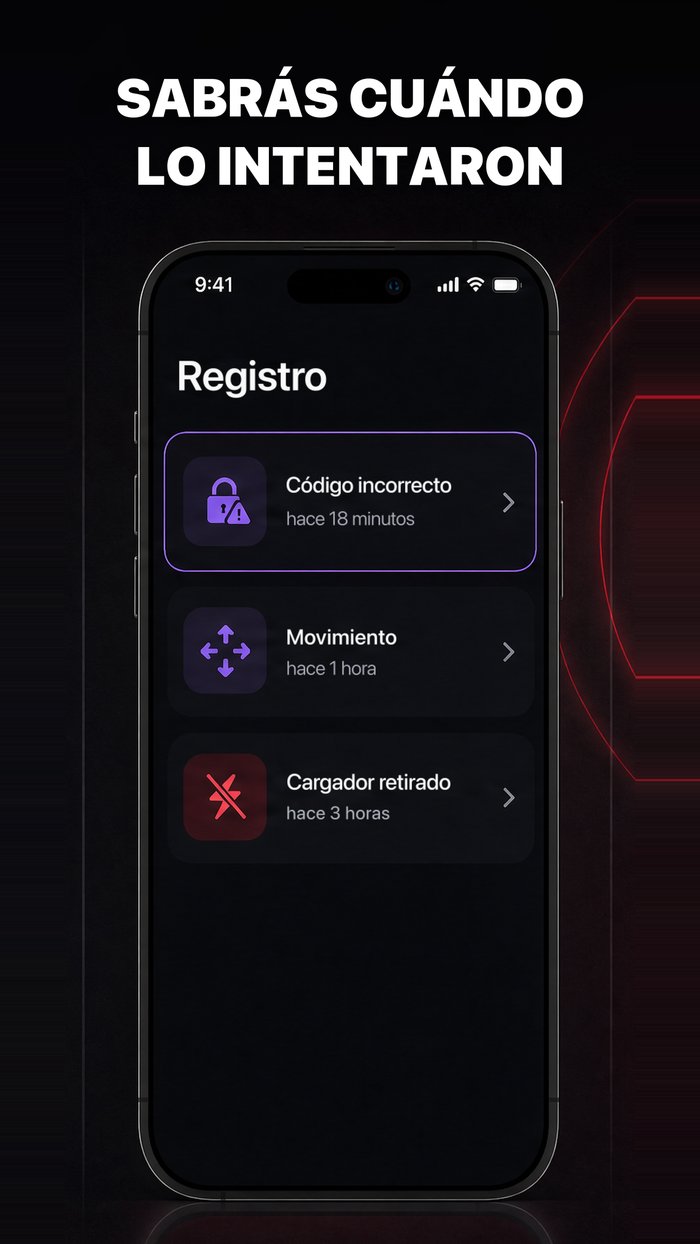 SABRÁS CUÁNDO
LO INTENTARON
9:41
Registro
Código incorrecto
hace 18 minutos
Movimiento
hace 1 hora
Cargador retirado
hace 3 horas